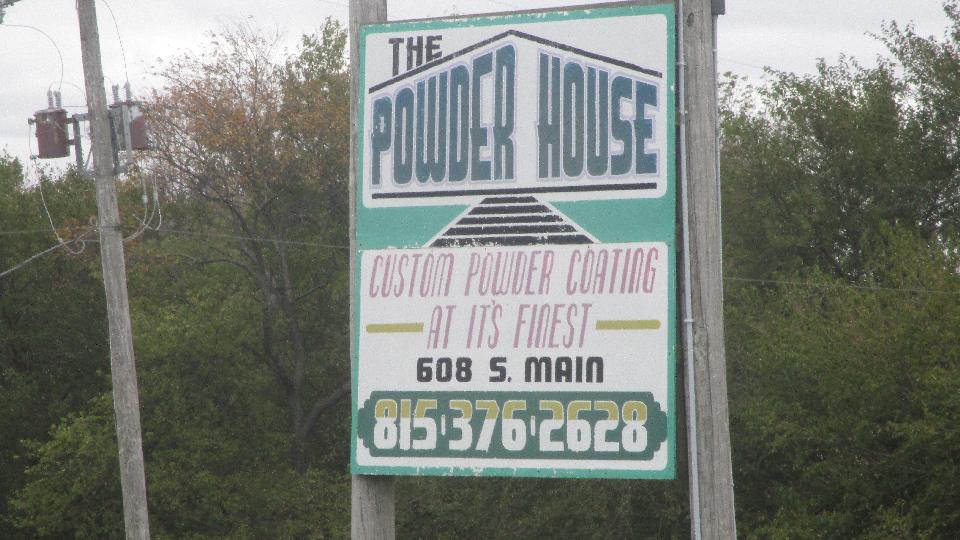 THE
POWDER HOUSE
CUSTOM POWDER COATING
AT IT'S FINEST
608 S. MAIN
815-376-2628